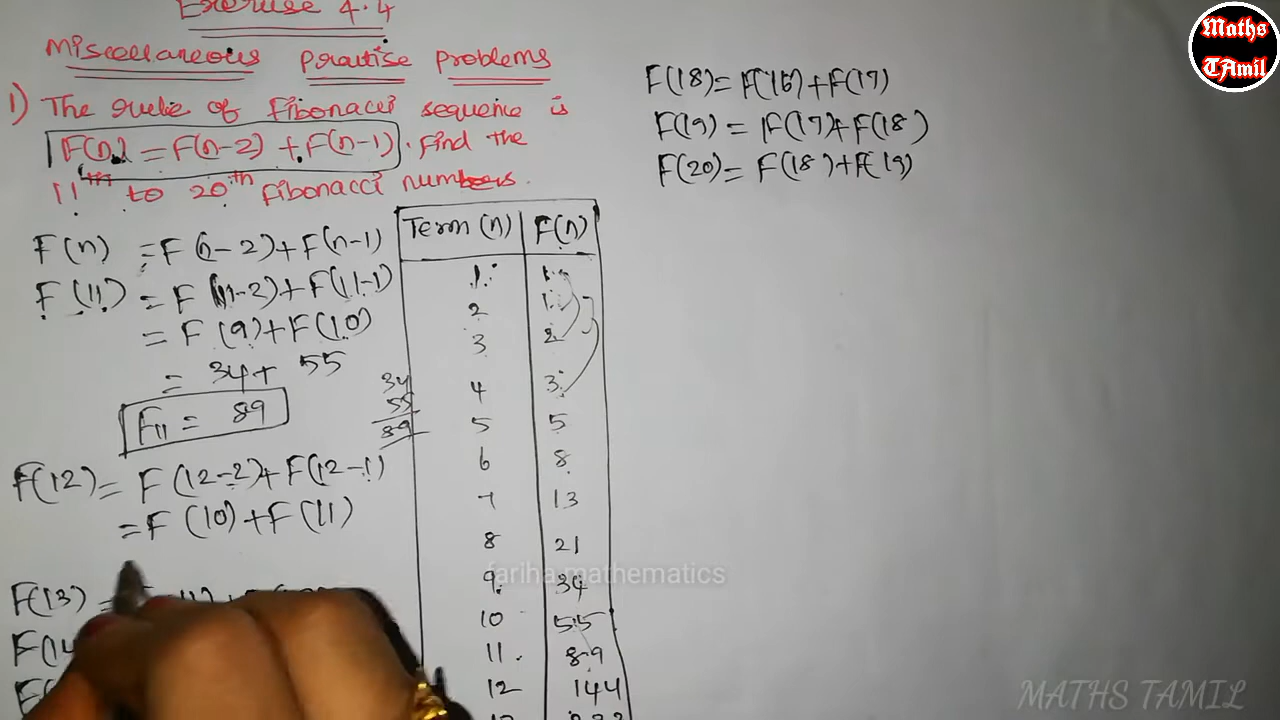 Exercise 4.4
Miscellaneous Practise problems
1) The rule of Fibonacci sequence is
F(n) = F(n-2) + F(n-1). Find the
11th to 20th Fibonacci numbers.
F(n) = F(n-2)+F(n-1)
F(11) = F(11-2)+F(11-1)
= F(9)+F(10)
= 34+ 55
F11 = 89
34
55
89
F(12) = F(12-2)+F(12-1)
= F(10)+F(11)
F(13) =
Term (n) F(n)
1 1
2 1
3 2
4 3
5 5
6 8
7 13
8 21
9 34
10 55
11 89
12 144
F(18)= F(16)+F(17)
F(19) = F(17)+F(18)
F(20)= F(18)+F(19)
fariha mathematics
Maths
TAmil
MATHS TAMIL